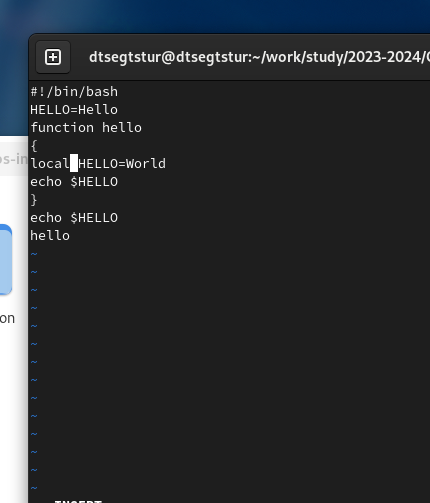 dtsegtstur@dtsegtstur:~/work/study/2023-2024/
#!/bin/bash
HELLO=Hello
function hello
{
local HELLO=World
echo $HELLO
}
echo $HELLO
hello
~
~
~
~
~
~
~
~
~
~
~
~
~
~
os-in
on
INSERT